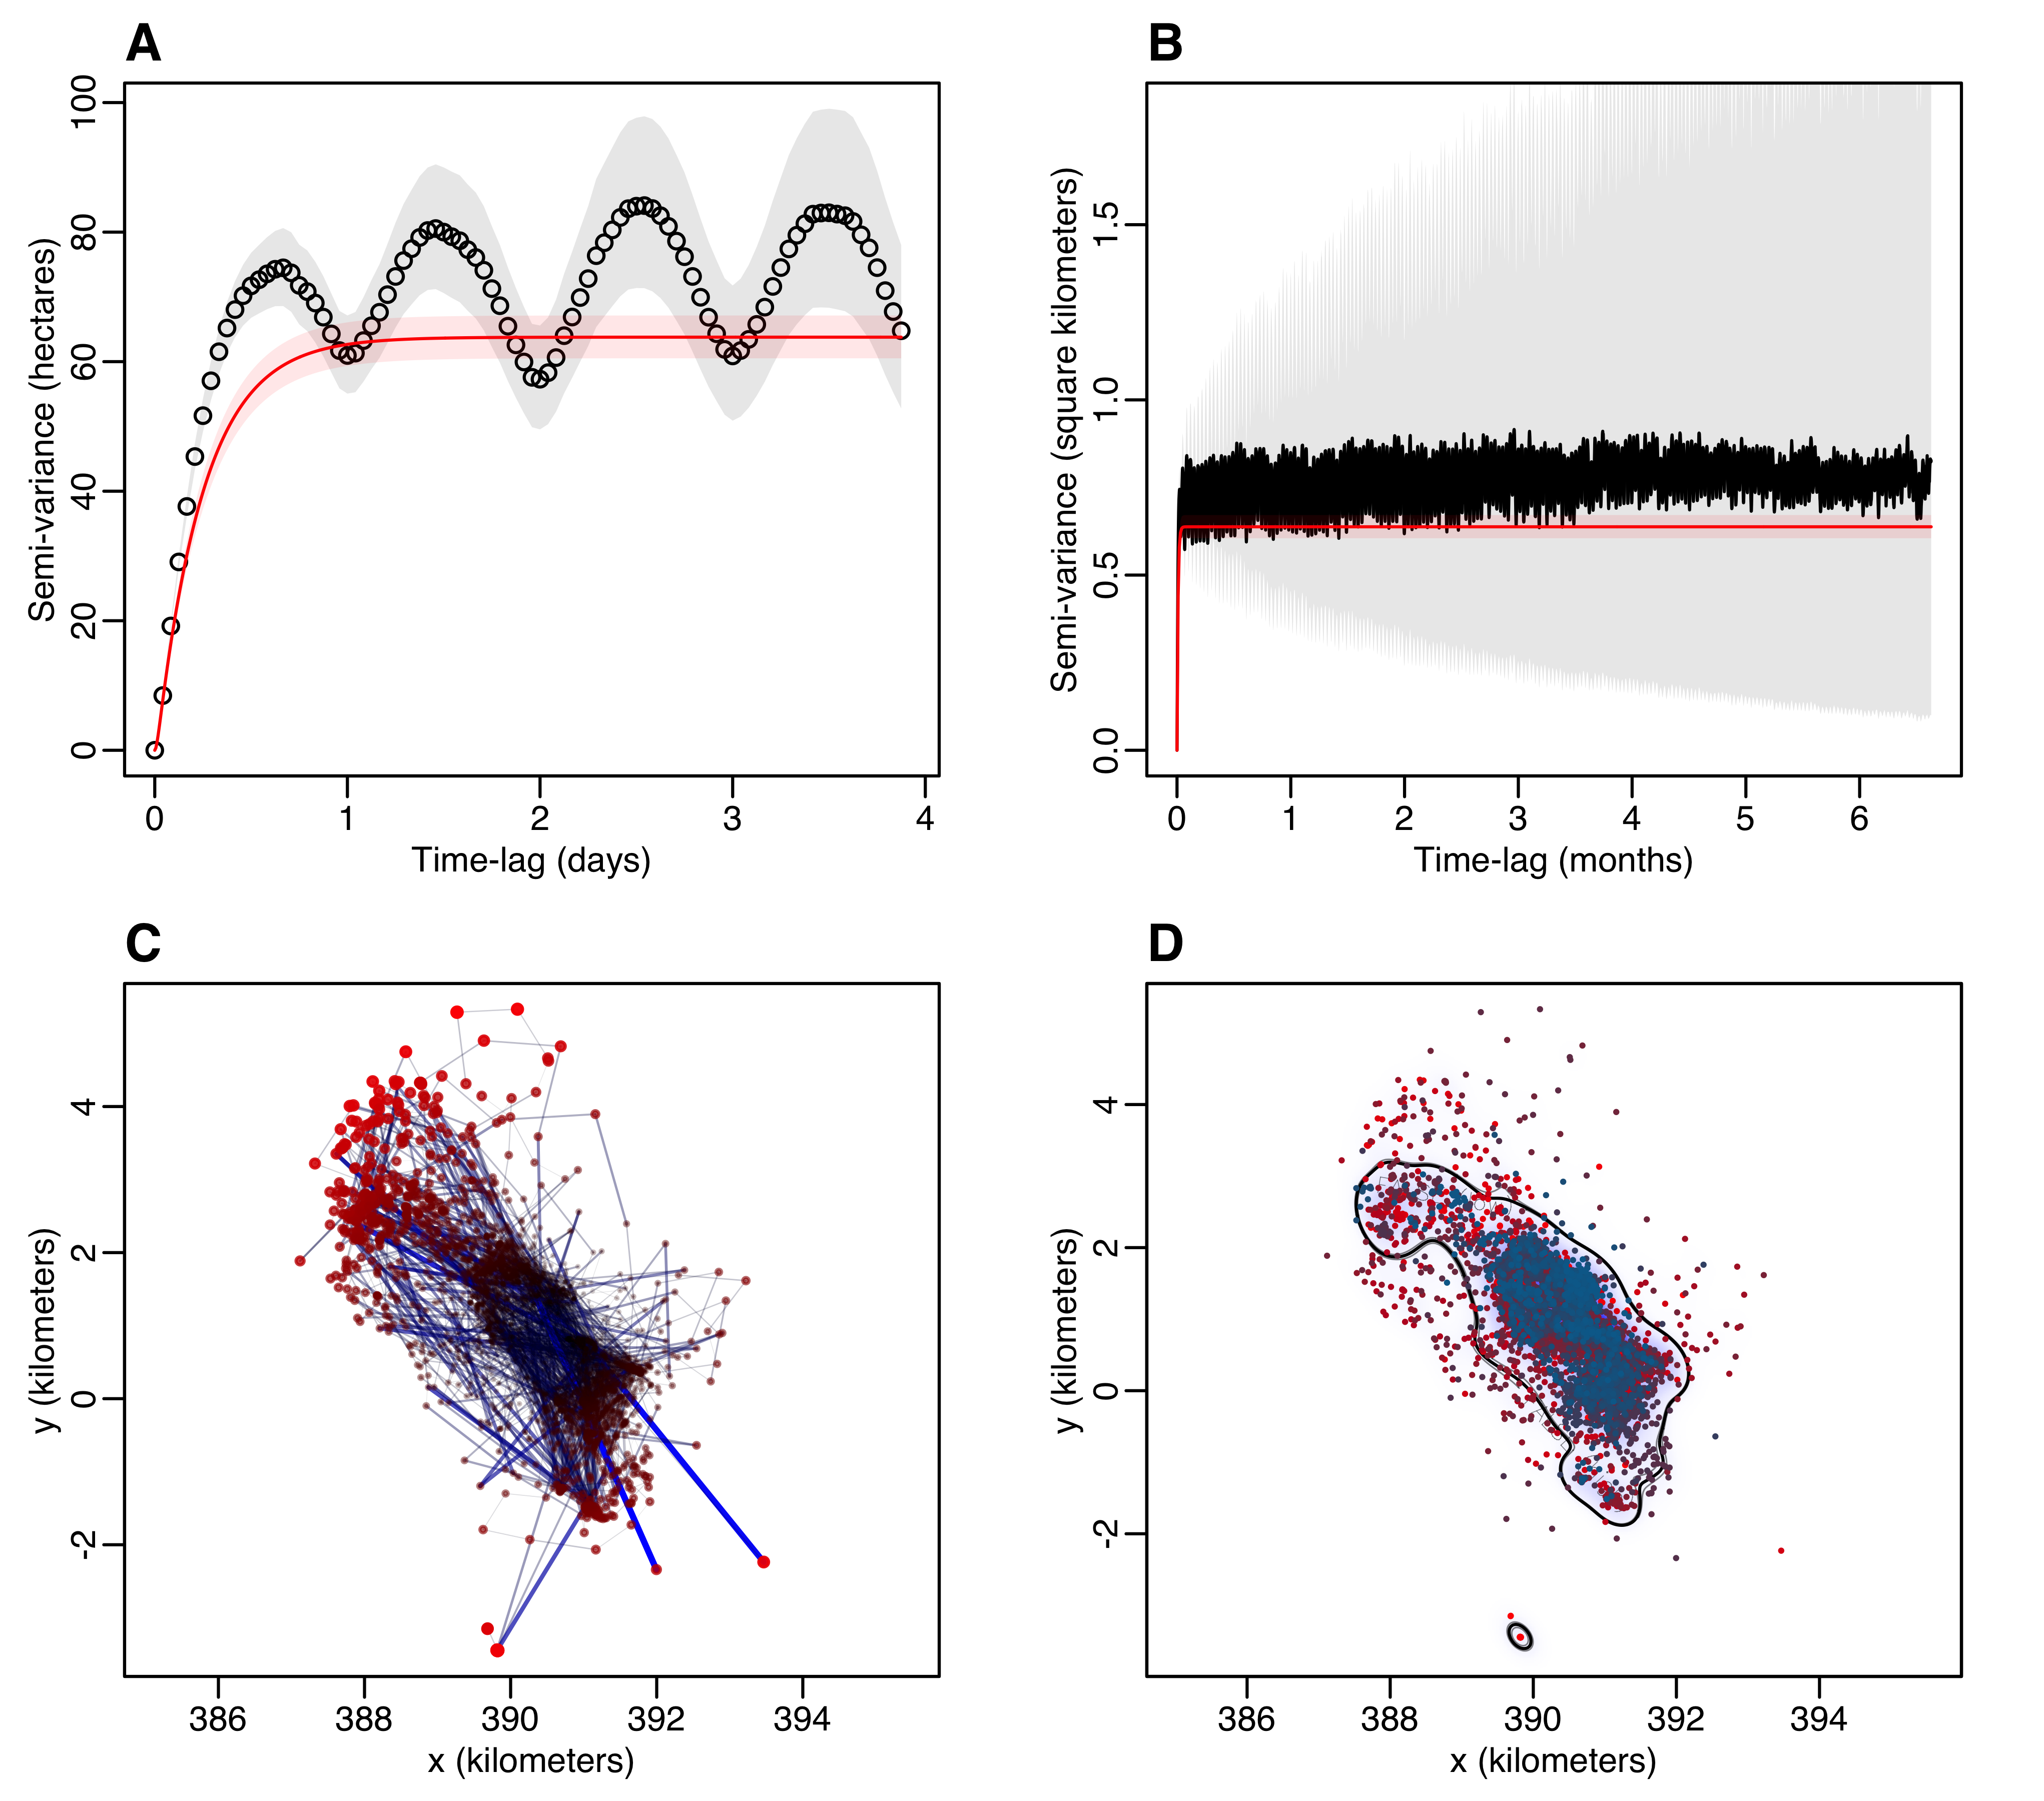 A
Semi-variance (hectares)
0 20 40 60 80 100
0 1 2 3 4
Time-lag (days)
B
Semi-variance (square kilometers)
0.0 0.5 1.0 1.5
0 1 2 3 4 5 6
Time-lag (months)
C
y (kilometers)
-2 0 2 4
386 388 390 392 394
x (kilometers)
D
y (kilometers)
-2 0 2 4
386 388 390 392 394
x (kilometers)